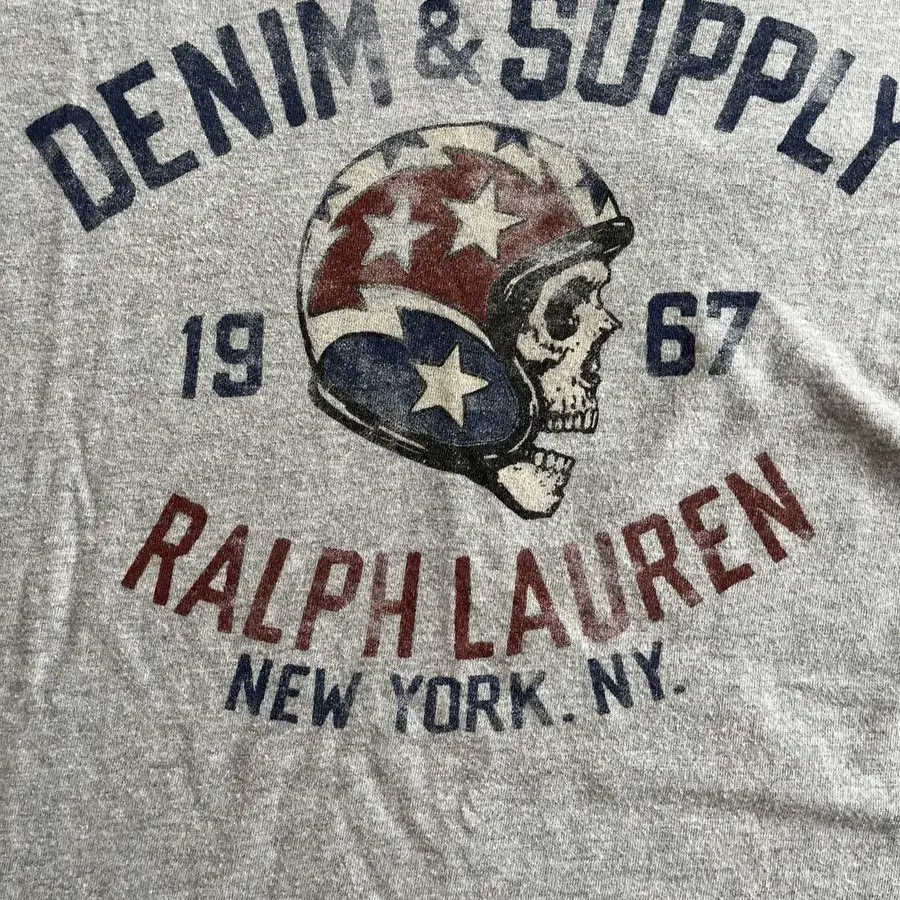 DENIM & SUPPLY
19 67
RALPH LAUREN
NEW YORK. NY.